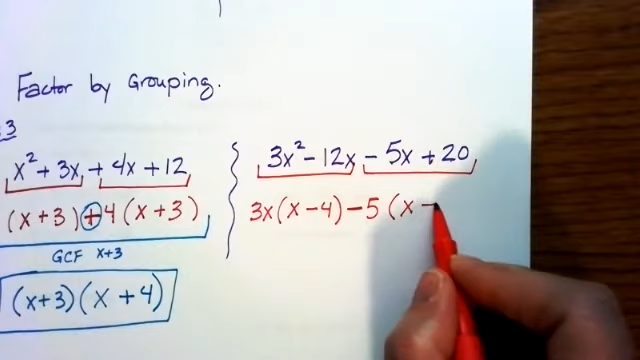 Factor by Grouping.
3
x² + 3x + 4x + 12
(x+3) + 4(x+3)
GCF x+3
(x+3)(x+4)
3x² - 12x - 5x + 20
3x(x-4) - 5(x -